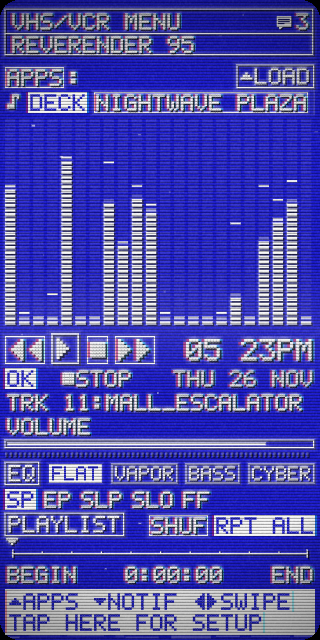 VHS/VCR MENU 3
REVERENDER 95
APPS: LOAD
DECK NIGHTWAVE PLAZA
05 23PM
OK STOP THU 26 NOV
TRK 11:MALL_ESCALATOR
VOLUME
EQ FLAT VAPOR BASS CYBER
SP EP SLP SLO FF
PLAYLIST SHUF RPT ALL
BEGIN 0:00:00 END
APPS NOTIF SWIPE
TAP HERE FOR SETUP